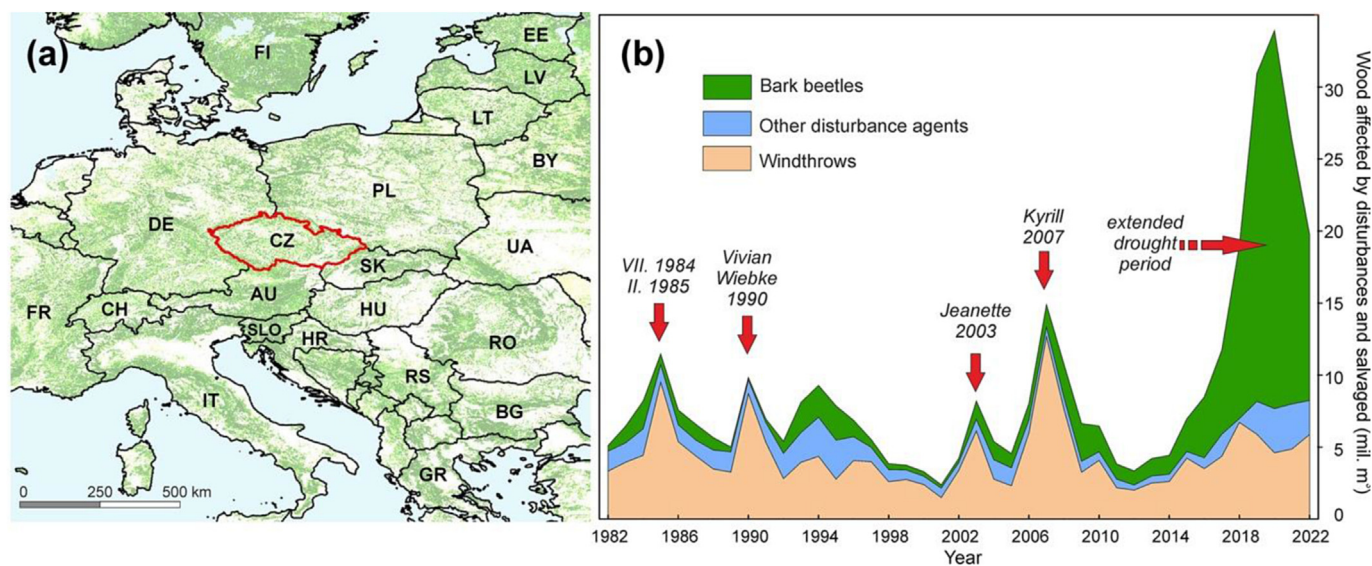 (a)
FI
EE
LV
LT
BY
PL
DE
CZ
UA
SK
FR
CH
AU
HU
SLO
HR
RO
RS
IT
BG
GR
0 250 500 km
(b)
Bark beetles
Other disturbance agents
Windthrows
VII. 1984
II. 1985
Vivian
Wiebke
1990
Jeanette
2003
Kyrill
2007
extended
drought
period
30
25
20
15
10
5
0
Wood affected by disturbances and salvaged (mil. m³)
1982 1986 1990 1994 1998 2002 2006 2010 2014 2018 2022
Year